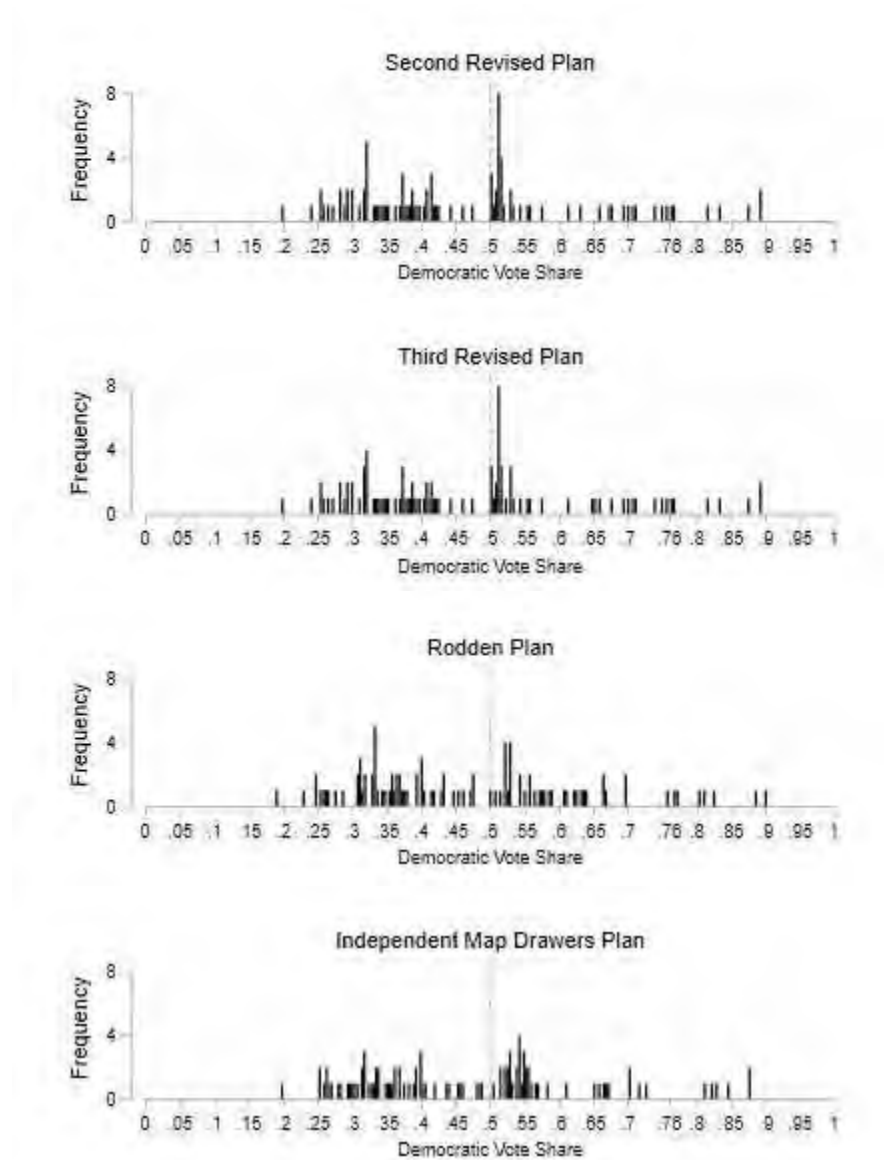 Second Revised Plan
8
4
0
Frequency
0 .05 .1 .15 .2 .25 .3 .35 .4 .45 .5 .55 .6 .65 .7 .76 .8 .85 .9 .95 1
Democratic Vote Share
Third Revised Plan
8
4
0
Frequency
0 .05 .1 .15 .2 .25 .3 .35 .4 .45 .5 .55 .6 .65 .7 .76 .8 .85 .9 .95 1
Democratic Vote Share
Rodden Plan
8
4
0
Frequency
0 .05 .1 .15 .2 .25 .3 .35 .4 .45 .5 .55 .6 .65 .7 .76 .8 .85 .9 .95 1
Democratic Vote Share
Independent Map Drawers Plan
8
4
0
Frequency
0 .05 .1 .15 .2 .25 .3 .35 .4 .45 .5 .55 .6 .65 .7 .76 .8 .85 .9 .95 1
Democratic Vote Share